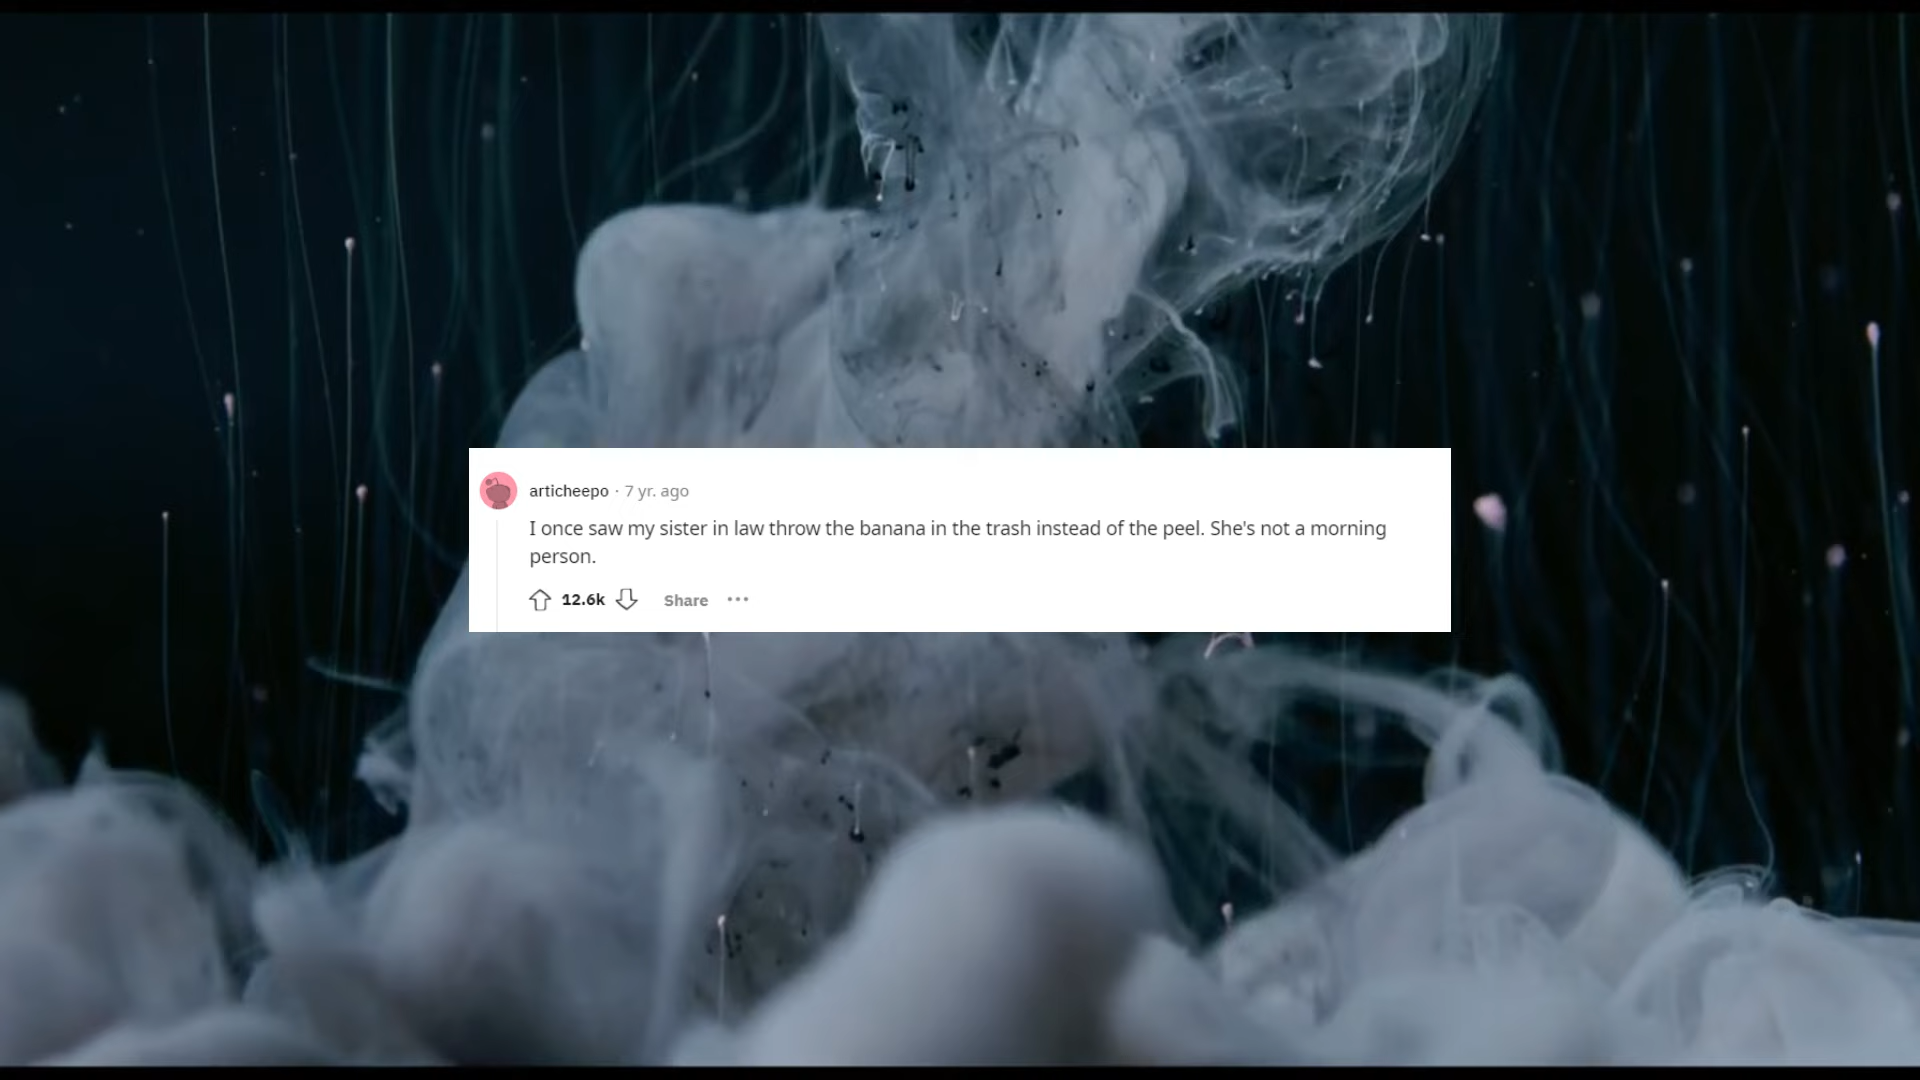 articheepo · 7 yr. ago
I once saw my sister in law throw the banana in the trash instead of the peel. She's not a morning
person.
12.6k Share ···